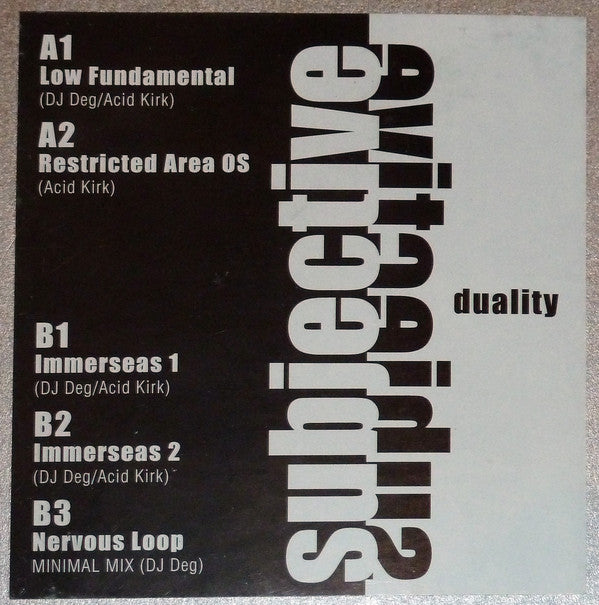 A1
Low Fundamental
(DJ Deg/Acid Kirk)
A2
Restricted Area OS
(Acid Kirk)
B1
Immerseas 1
(DJ Deg/Acid Kirk)
B2
Immerseas 2
(DJ Deg/Acid Kirk)
B3
Nervous Loop
MINIMAL MIX (DJ Deg)
subjective
subjective
duality